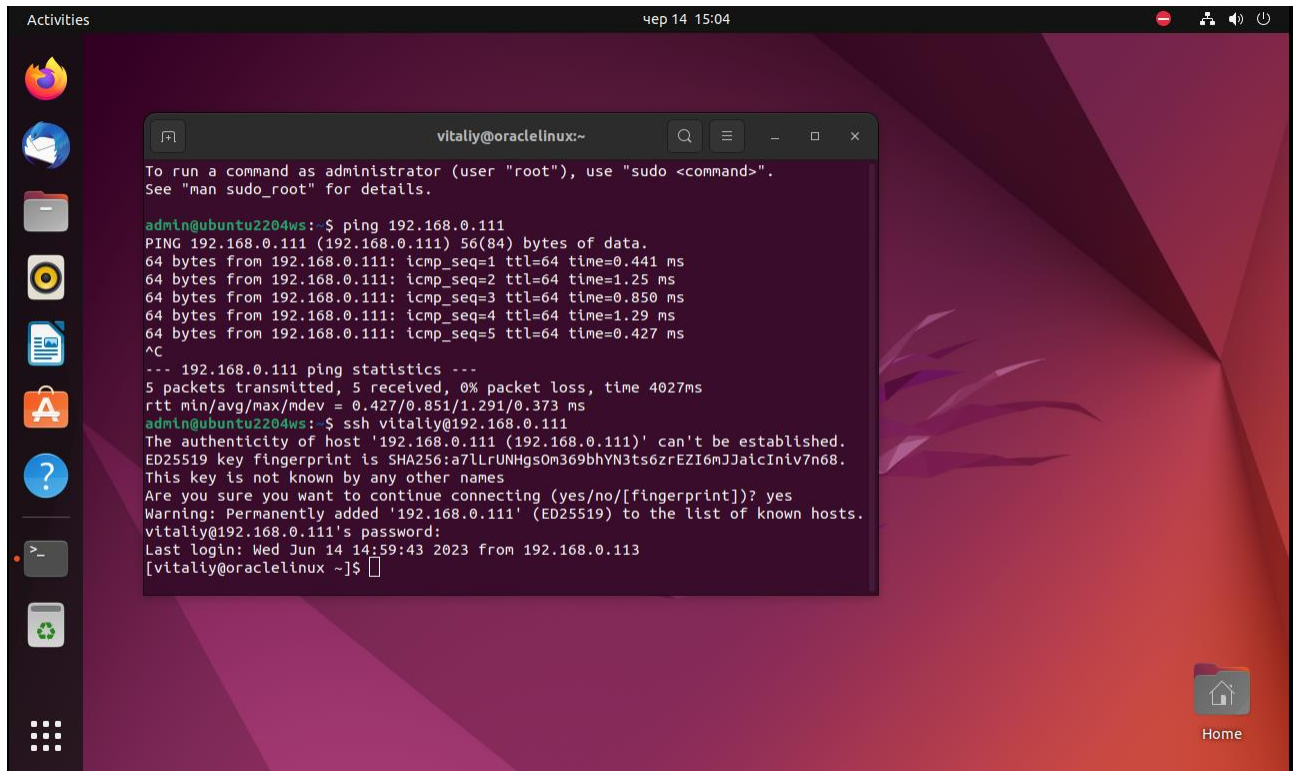 Activities
чер 14 15:04
vitaliy@oraclelinux:~
To run a command as administrator (user "root"), use "sudo <command>".
See "man sudo_root" for details.
admin@ubuntu2204ws:~$ ping 192.168.0.111
PING 192.168.0.111 (192.168.0.111) 56(84) bytes of data.
64 bytes from 192.168.0.111: icmp_seq=1 ttl=64 time=0.441 ms
64 bytes from 192.168.0.111: icmp_seq=2 ttl=64 time=1.25 ms
64 bytes from 192.168.0.111: icmp_seq=3 ttl=64 time=0.850 ms
64 bytes from 192.168.0.111: icmp_seq=4 ttl=64 time=1.29 ms
64 bytes from 192.168.0.111: icmp_seq=5 ttl=64 time=0.427 ms
^C
--- 192.168.0.111 ping statistics ---
5 packets transmitted, 5 received, 0% packet loss, time 4027ms
rtt min/avg/max/mdev = 0.427/0.851/1.291/0.373 ms
admin@ubuntu2204ws:~$ ssh vitaliy@192.168.0.111
The authenticity of host '192.168.0.111 (192.168.0.111)' can't be established.
ED25519 key fingerprint is SHA256:a7lLrUNHgsOm369bhYN3ts6zrEZI6mJJaicIniv7n68.
This key is not known by any other names
Are you sure you want to continue connecting (yes/no/[fingerprint])? yes
Warning: Permanently added '192.168.0.111' (ED25519) to the list of known hosts.
vitaliy@192.168.0.111's password:
Last login: Wed Jun 14 14:59:43 2023 from 192.168.0.113
[vitaliy@oraclelinux ~]$
Home